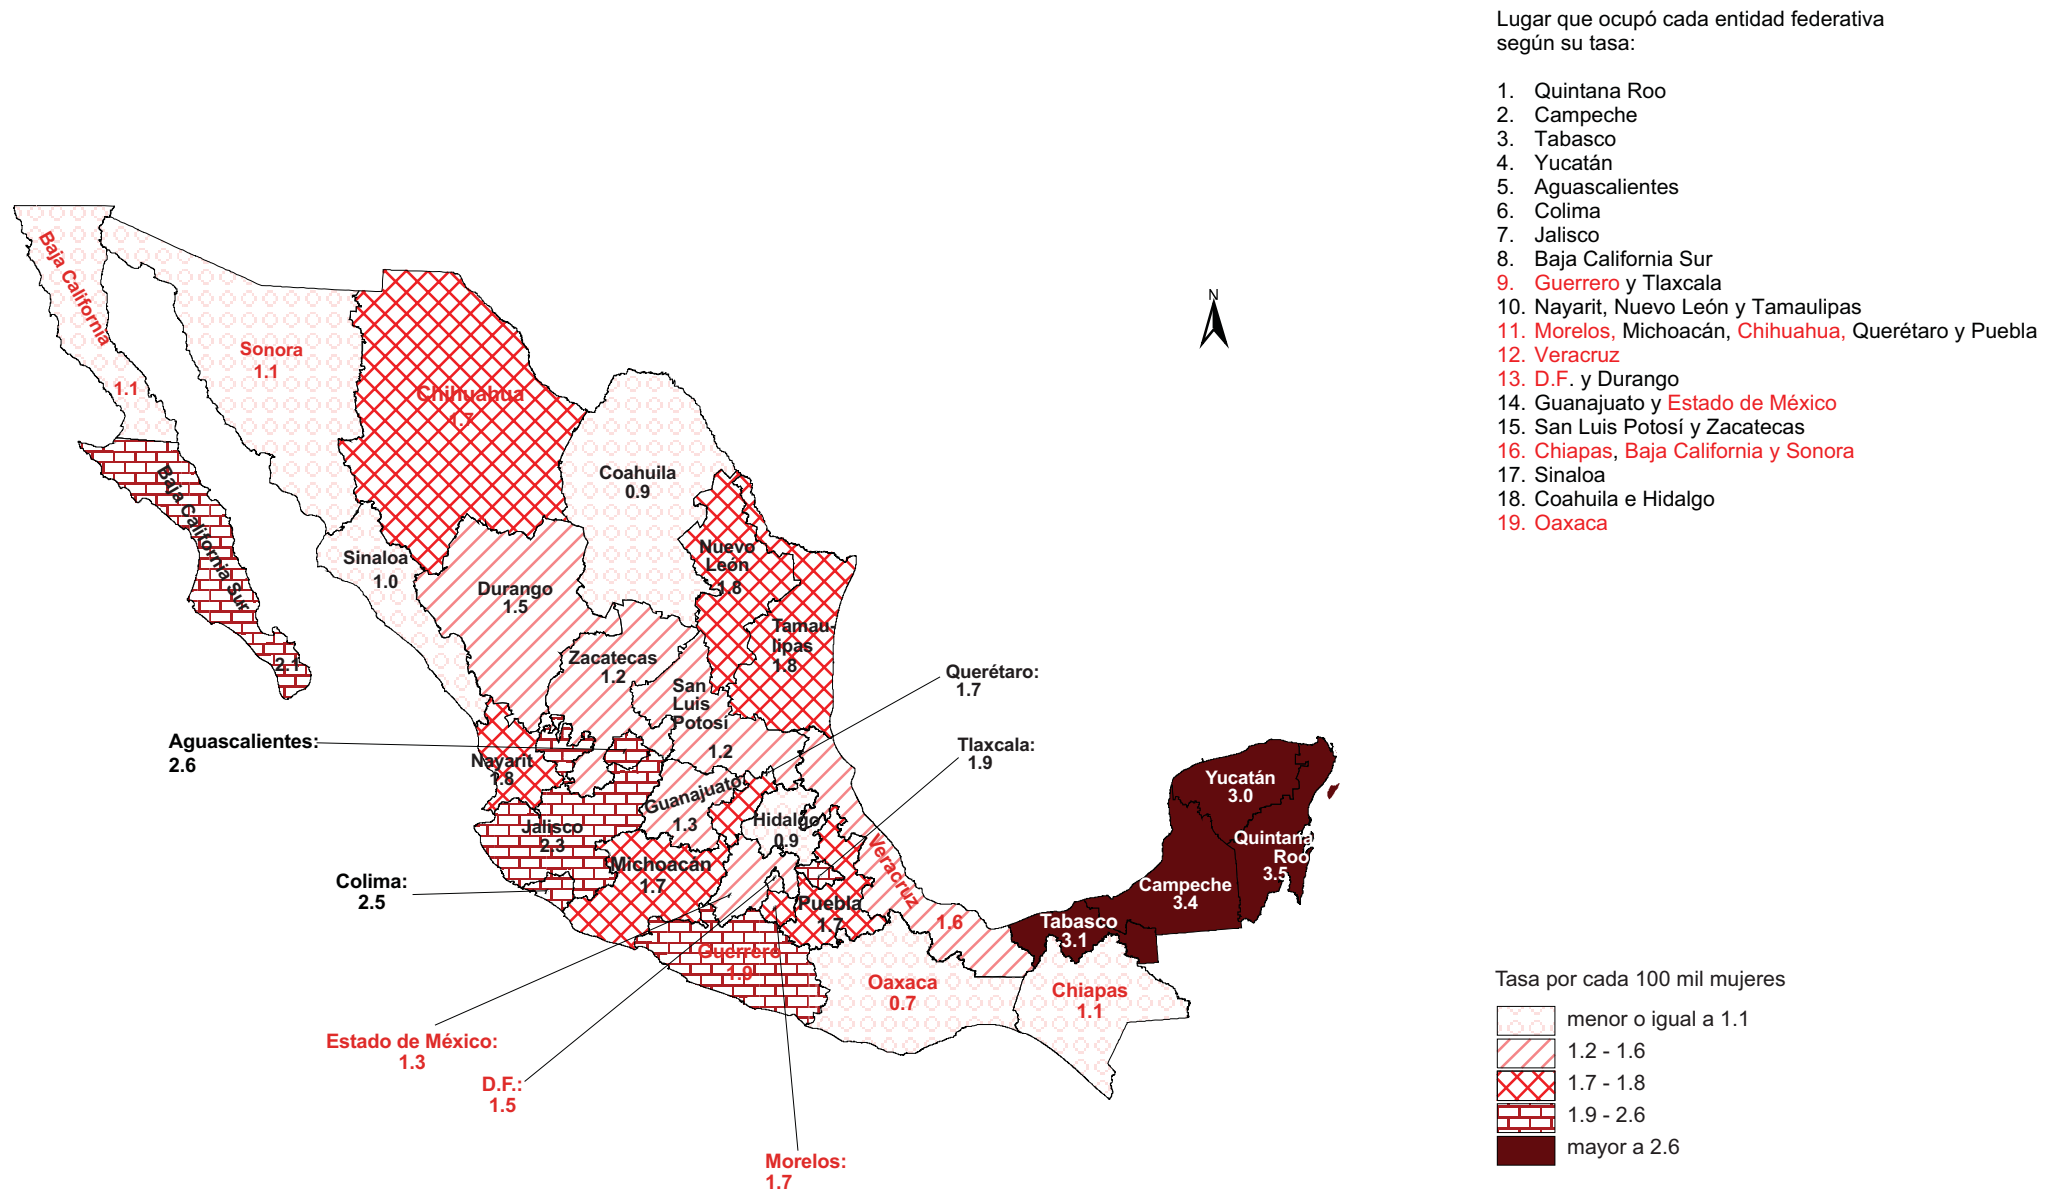 Lugar que ocupó cada entidad federativa
según su tasa:
1. Quintana Roo
2. Campeche
3. Tabasco
4. Yucatán
5. Aguascalientes
6. Colima
7. Jalisco
8. Baja California Sur
9. Guerrero y Tlaxcala
10. Nayarit, Nuevo León y Tamaulipas
11. Morelos, Michoacán, Chihuahua, Querétaro y Puebla
12. Veracruz
13. D.F. y Durango
14. Guanajuato y Estado de México
15. San Luis Potosí y Zacatecas
16. Chiapas, Baja California y Sonora
17. Sinaloa
18. Coahuila e Hidalgo
19. Oaxaca
N
Baja California
1.1
Sonora
1.1
Chihuahua
1.7
Coahuila
0.9
Baja California Sur
2.1
Sinaloa
1.0
Durango
1.5
Nuevo
León
1.8
Tamau-
lipas
1.8
Zacatecas
1.2
San
Luis
Potosí
1.2
Querétaro:
1.7
Tlaxcala:
1.9
Aguascalientes:
2.6
Nayarit
1.8
Guanajuato
1.3
Hidalgo
0.9
Jalisco
2.3
Michoacán
1.7
Colima:
2.5
Veracruz
1.6
Puebla
1.7
Guerrero
1.9
Oaxaca
0.7
Chiapas
1.1
Tabasco
3.1
Campeche
3.4
Yucatán
3.0
Quintana
Roo
3.5
Estado de México:
1.3
D.F.:
1.5
Morelos:
1.7
Tasa por cada 100 mil mujeres
menor o igual a 1.1
1.2 - 1.6
1.7 - 1.8
1.9 - 2.6
mayor a 2.6